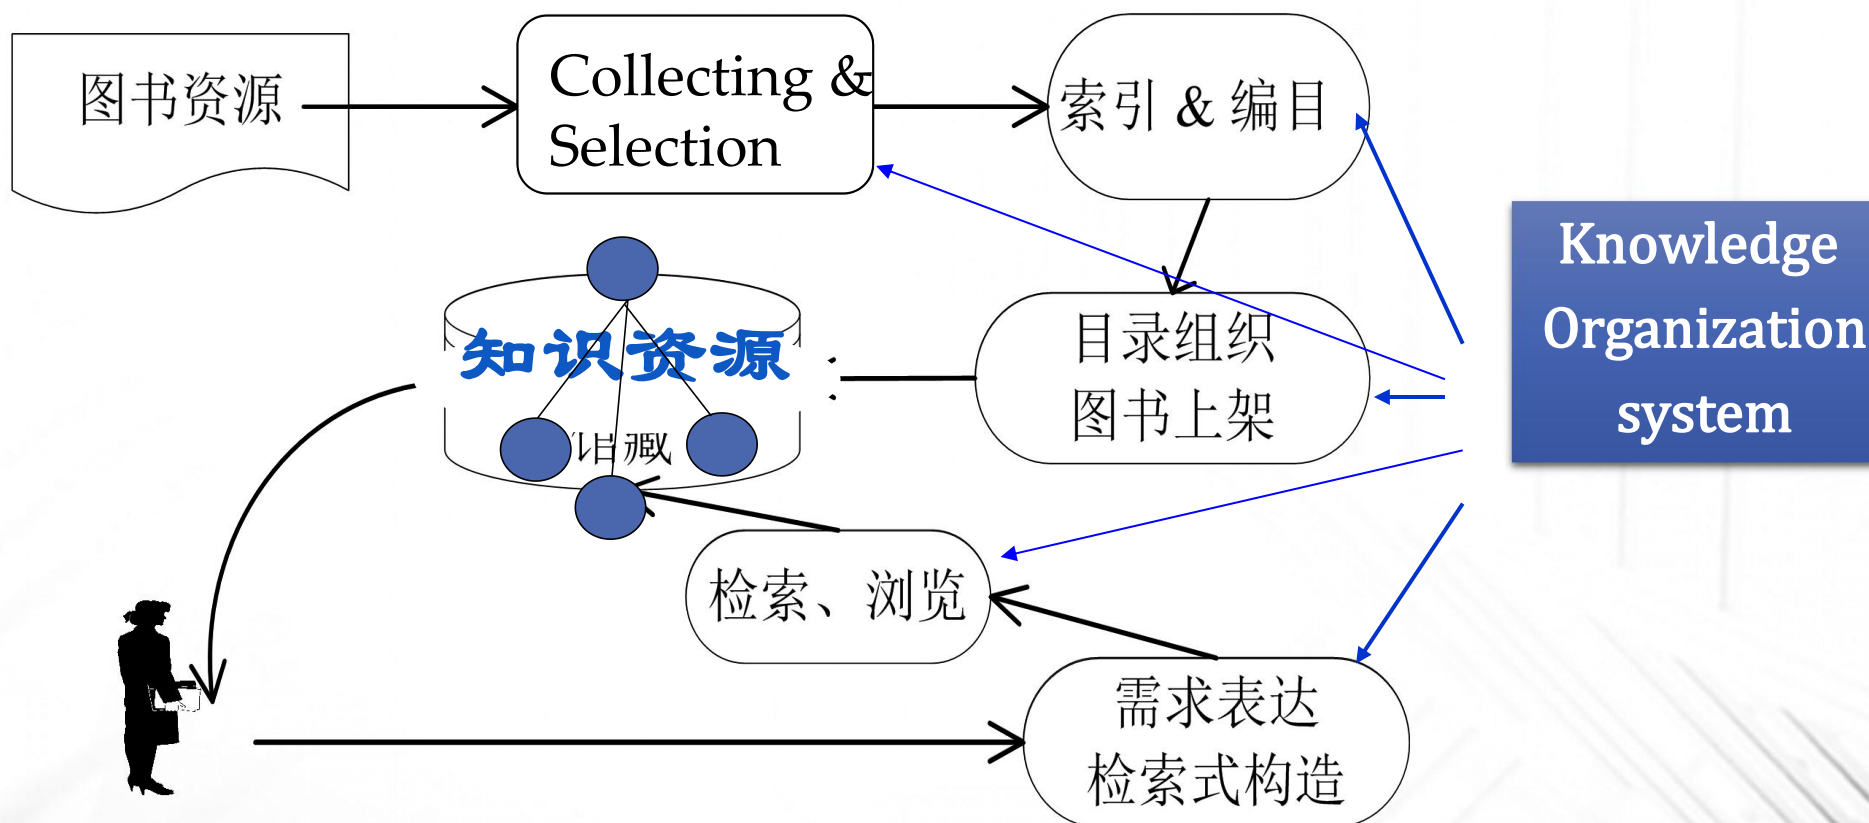 图书资源
Collecting &
Selection
索引 & 编目
Knowledge
Organization
system
目录组织
图书上架
知识资源
馆藏
检索、浏览
需求表达
检索式构造